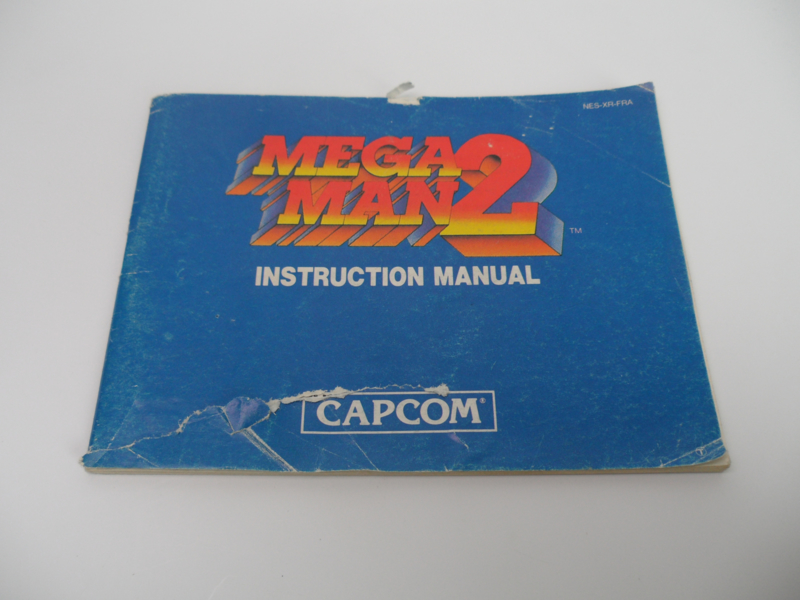 NES-XR-FRA
MEGA
MAN 2
TM
INSTRUCTION MANUAL
CAPCOM®